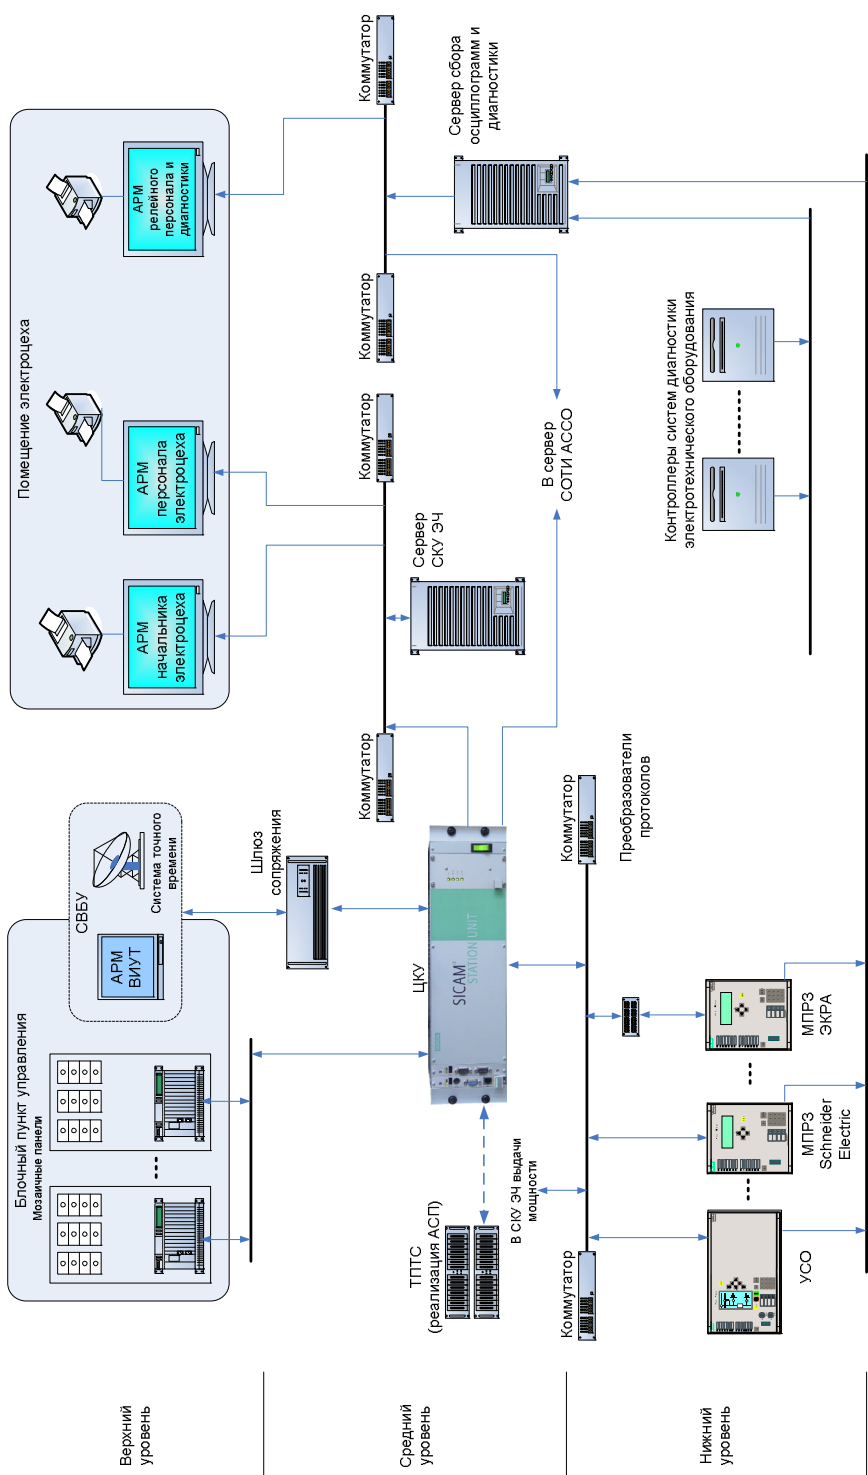 Верхний
уровень
Блочный пункт управления
Мозаичные панели
СВБУ
АРМ
ВИУТ
Система точного
времени
Помещение электроцеха
АРМ
начальника
электроцеха
АРМ
персонала
электроцеха
АРМ
релейного
персонала и
диагностики
Средний
уровень
Шлюз
сопряжения
Коммутатор
Коммутатор
Коммутатор
Коммутатор
ТПТС
(реализация АСП)
ЦКУ
SICAM
STATION UNIT
Сервер
СКУ ЭЧ
Сервер сбора
осциллограмм и
диагностики
В СКУ ЭЧ выдачи
мощности
В сервер
СОТИ АССО
Нижний
уровень
Коммутатор
Коммутатор
Преобразователи
протоколов
Контроллеры систем диагностики
электротехнического оборудования
УСО
МПРЗ
Schneider
Electric
МПРЗ
ЭКРА